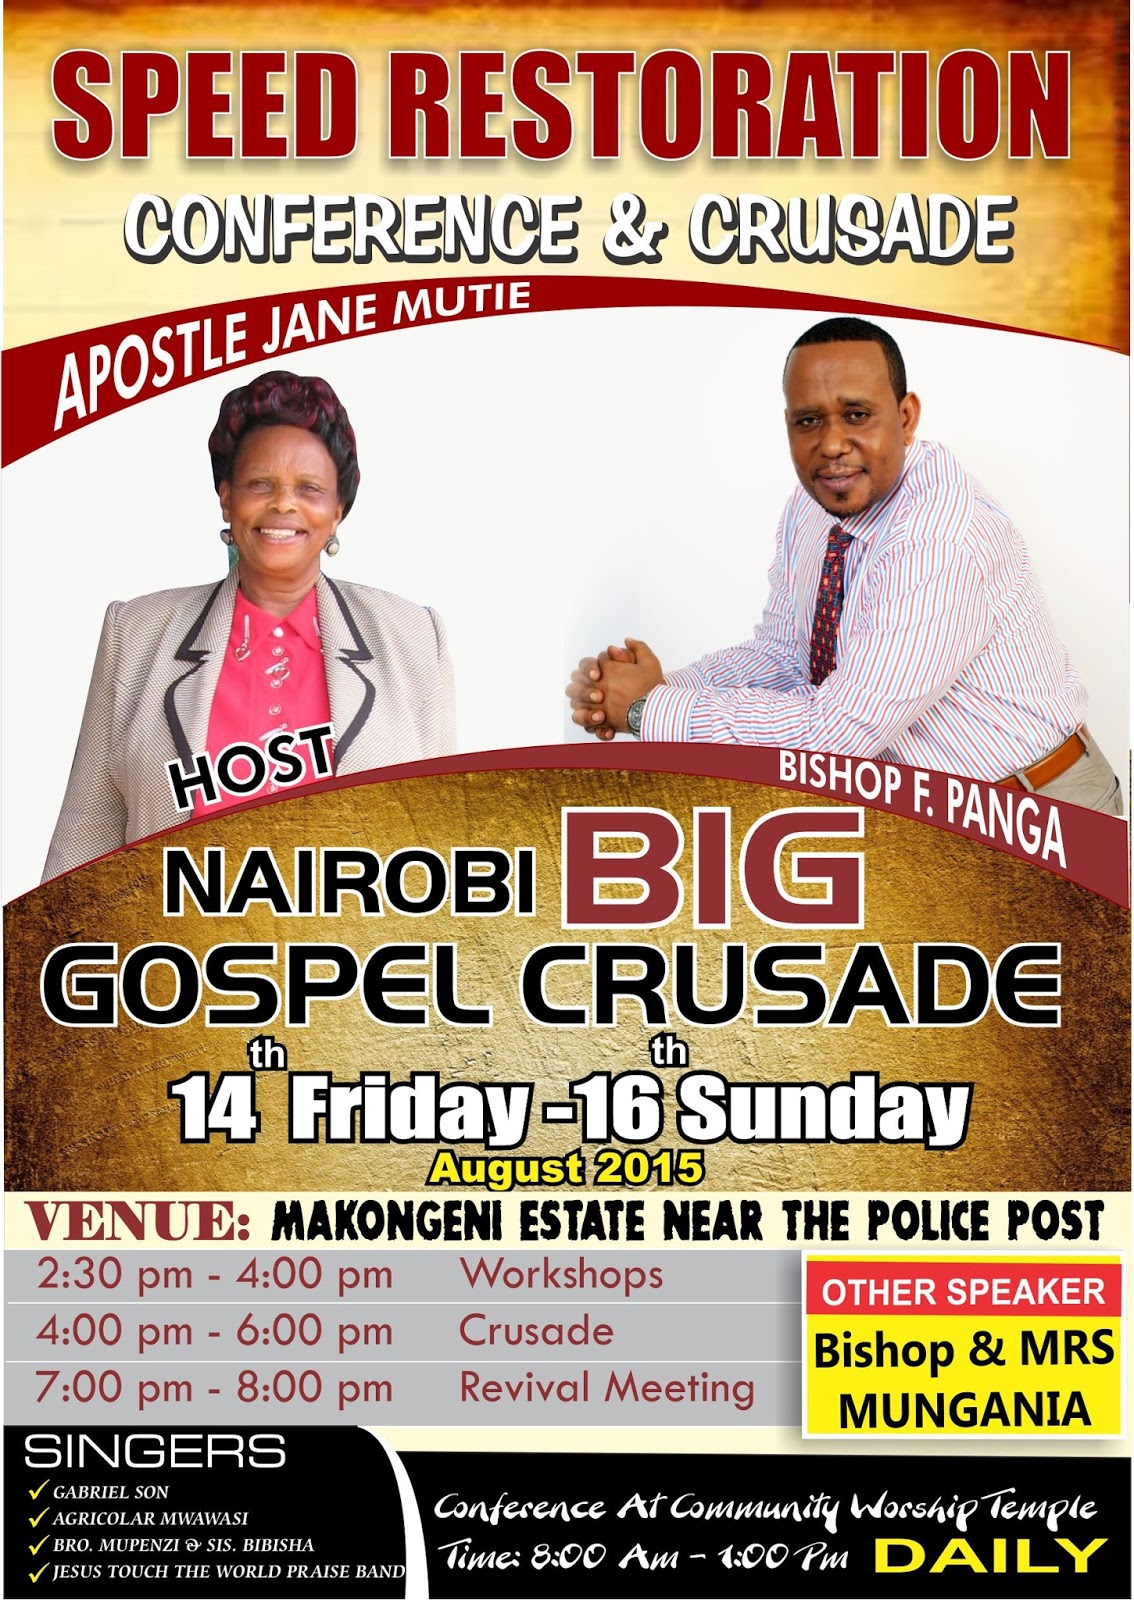 SPEED RESTORATION
CONFERENCE & CRUSADE
APOSTLE JANE MUTIE
HOST
BISHOP F. PANGA
NAIROBI BIG
GOSPEL CRUSADE
14th Friday -16th Sunday
August 2015
VENUE: MAKONGENI ESTATE NEAR THE POLICE POST
2:30 pm - 4:00 pm Workshops
4:00 pm - 6:00 pm Crusade
7:00 pm - 8:00 pm Revival Meeting
OTHER SPEAKER
Bishop & MRS
MUNGANIA
SINGERS
✓ GABRIEL SON
✓ AGRICOLAR MWAWASI
✓ BRO. MUPENZI & SIS. BIBISHA
✓ JESUS TOUCH THE WORLD PRAISE BAND
Conference At Community Worship Temple
Time: 8:00 Am - 1:00 Pm DAILY